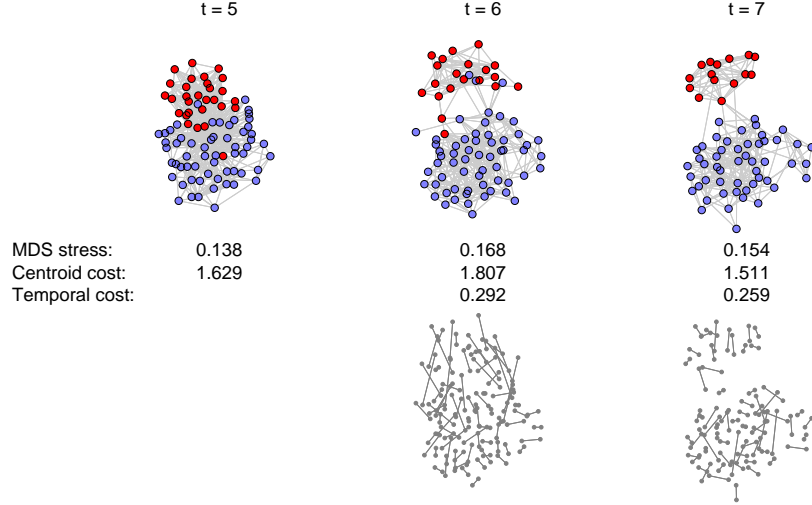 t = 5 t = 6 t = 7
MDS stress: 0.138 0.168 0.154
Centroid cost: 1.629 1.807 1.511
Temporal cost: 0.292 0.259